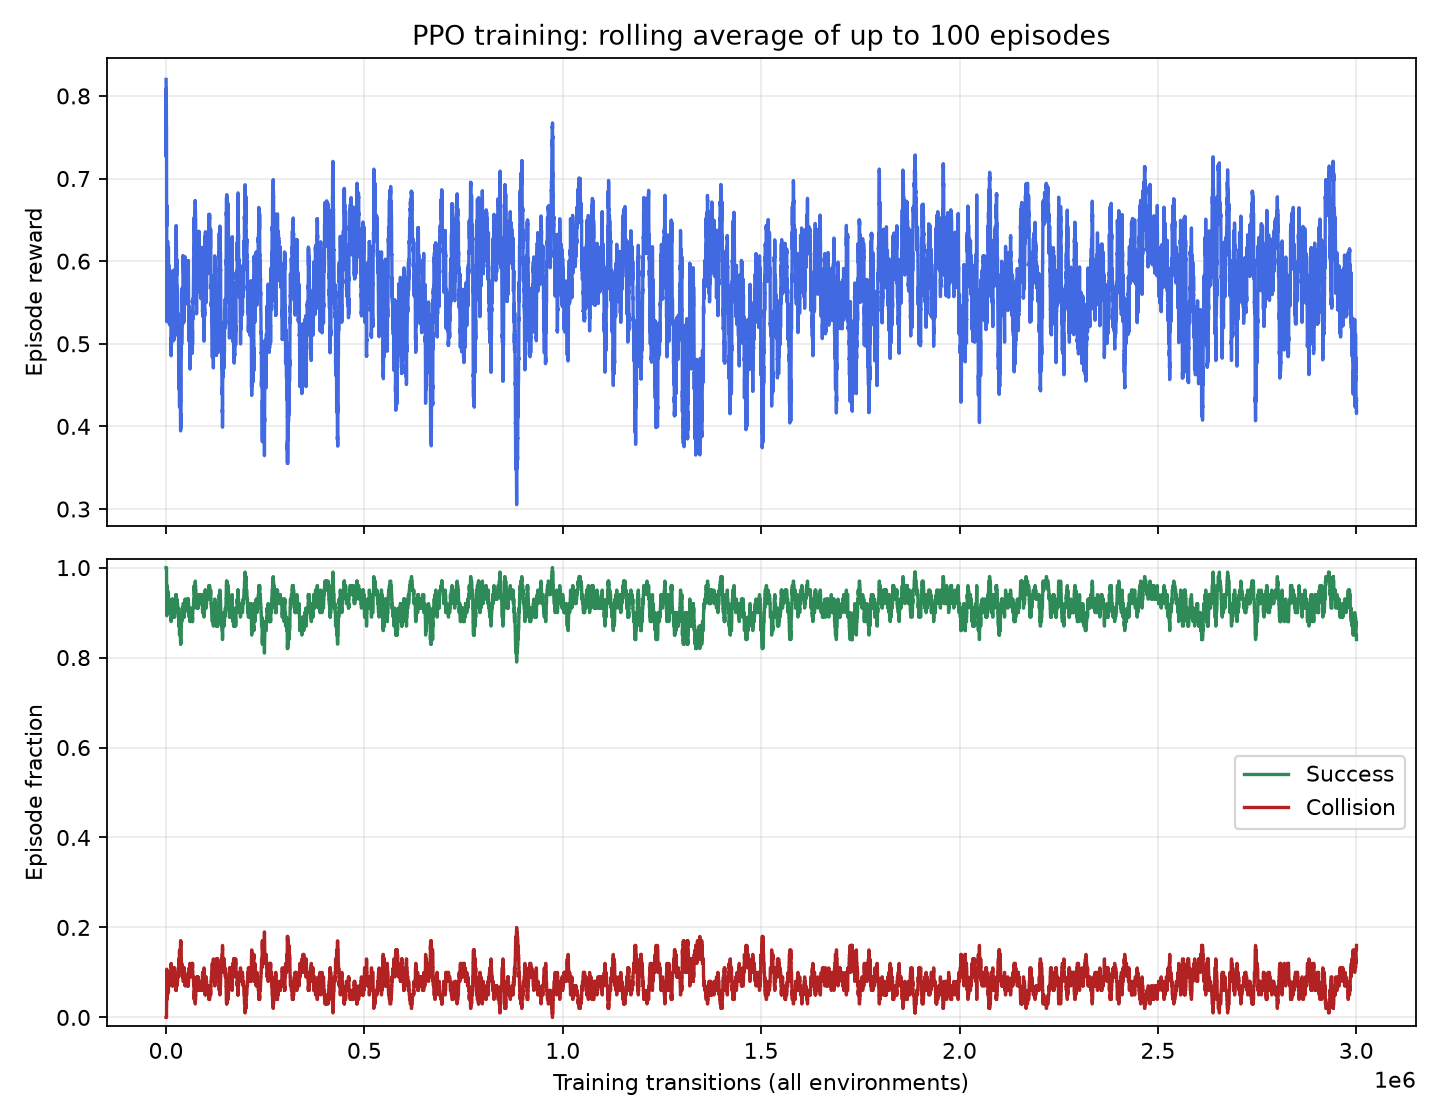 PPO training: rolling average of up to 100 episodes
Episode reward
0.8
0.7
0.6
0.5
0.4
0.3
Episode fraction
1.0
0.8
0.6
0.4
0.2
0.0
Success
Collision
0.0 0.5 1.0 1.5 2.0 2.5 3.0
Training transitions (all environments)
1e6